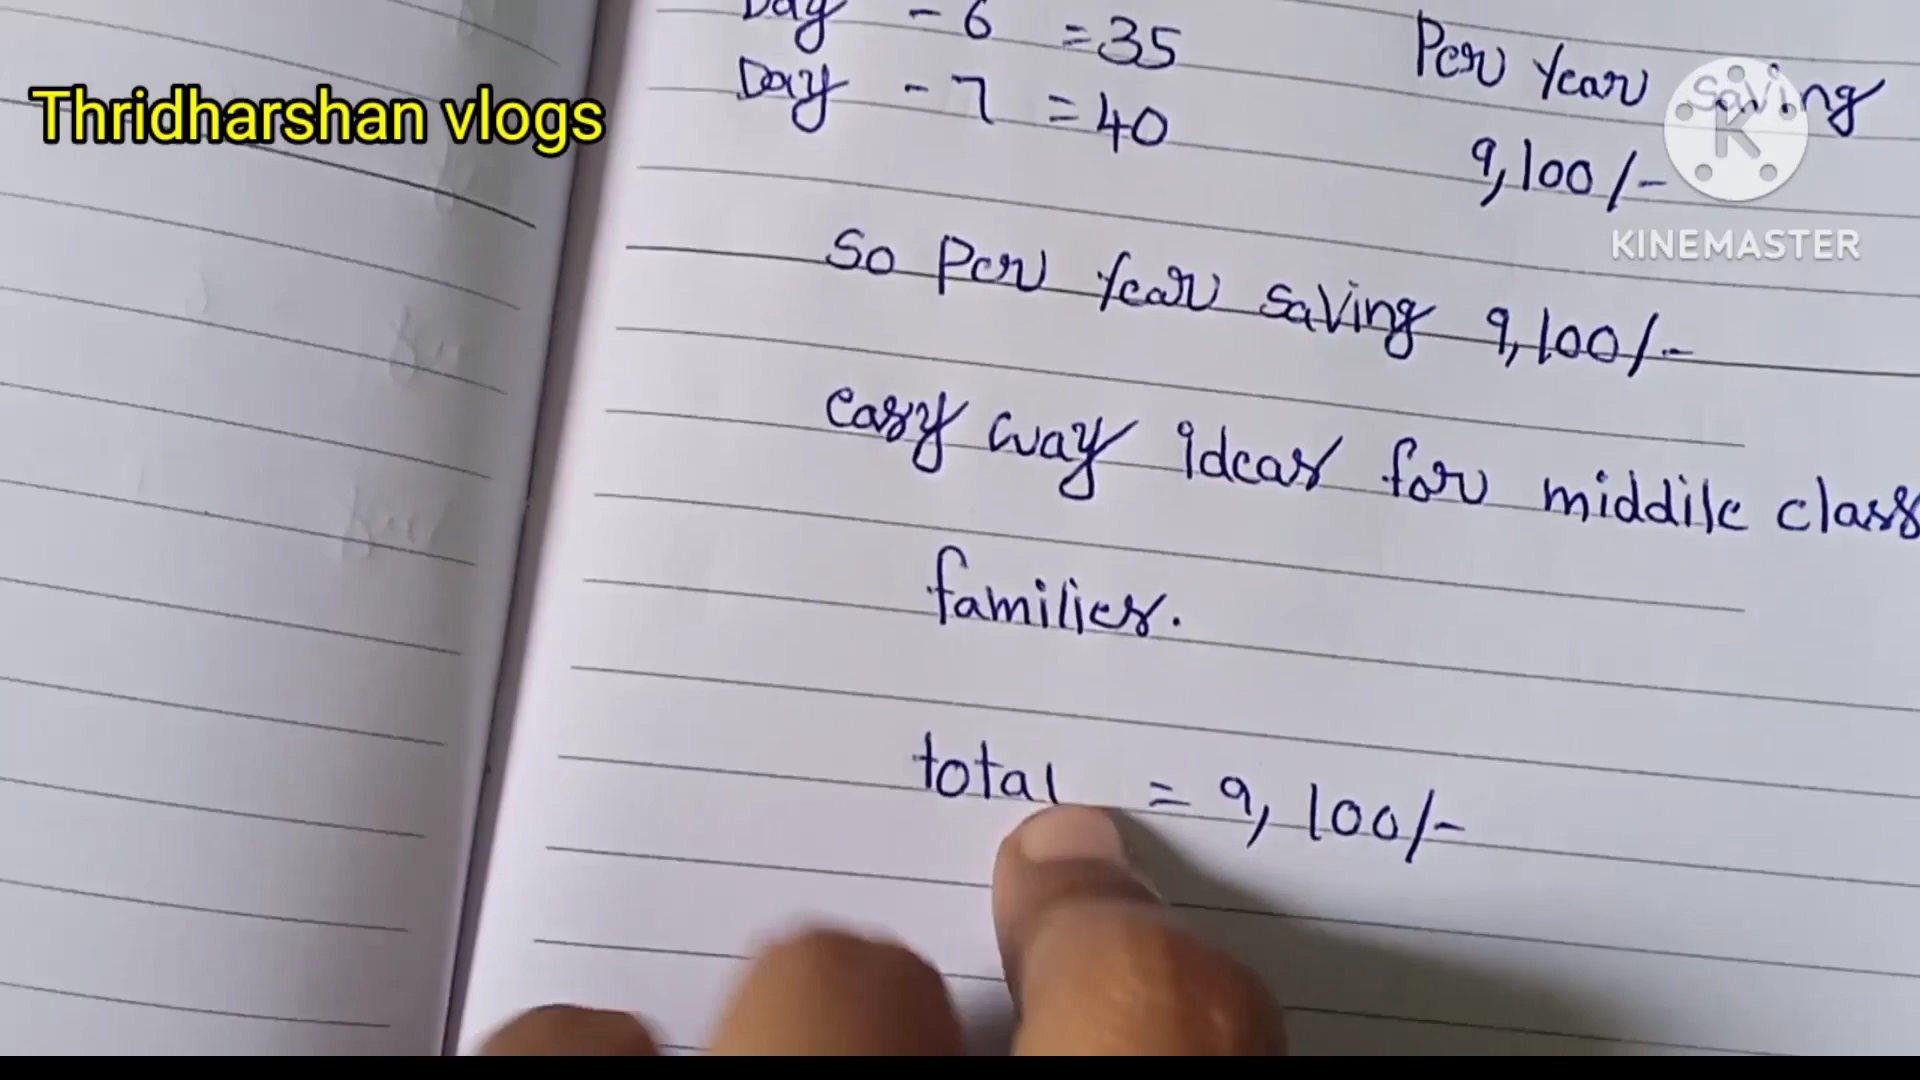 Day - 6 = 35
Day - 7 = 40
Per Year saving
9,100/-
Thridharshan vlogs
KINEMASTER
So Per Year saving 9,100/-
easy way ideas for middile class
families.
total = 9,100/-